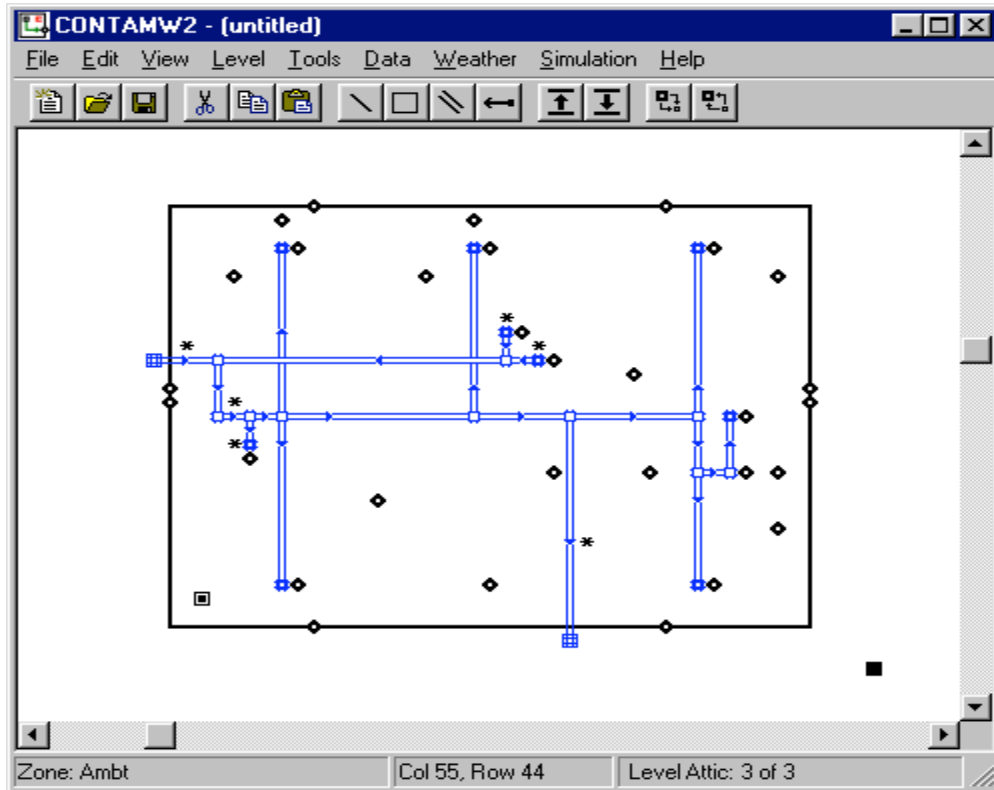 CONTAMW2 - (untitled)
File Edit View Level Tools Data Weather Simulation Help
Zone: Ambt Col 55, Row 44 Level Attic: 3 of 3